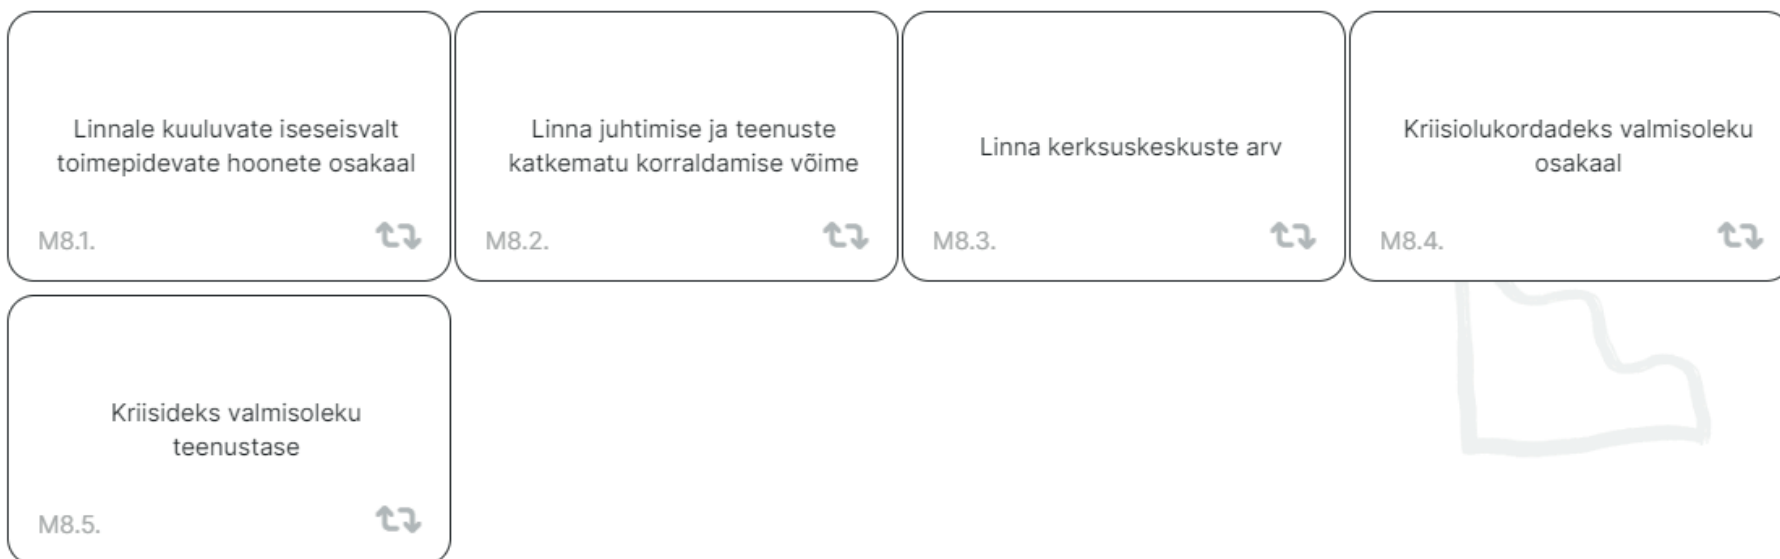 Linnale kuuluvate iseseisvalt
toimepidevate hoonete osakaal
M8.1.
Linna juhtimise ja teenuste
katkematu korraldamise võime
M8.2.
Linna kerksuskeskuste arv
M8.3.
Kriisiolukordadeks valmisoleku
osakaal
M8.4.
Kriisideks valmisoleku
teenustase
M8.5.